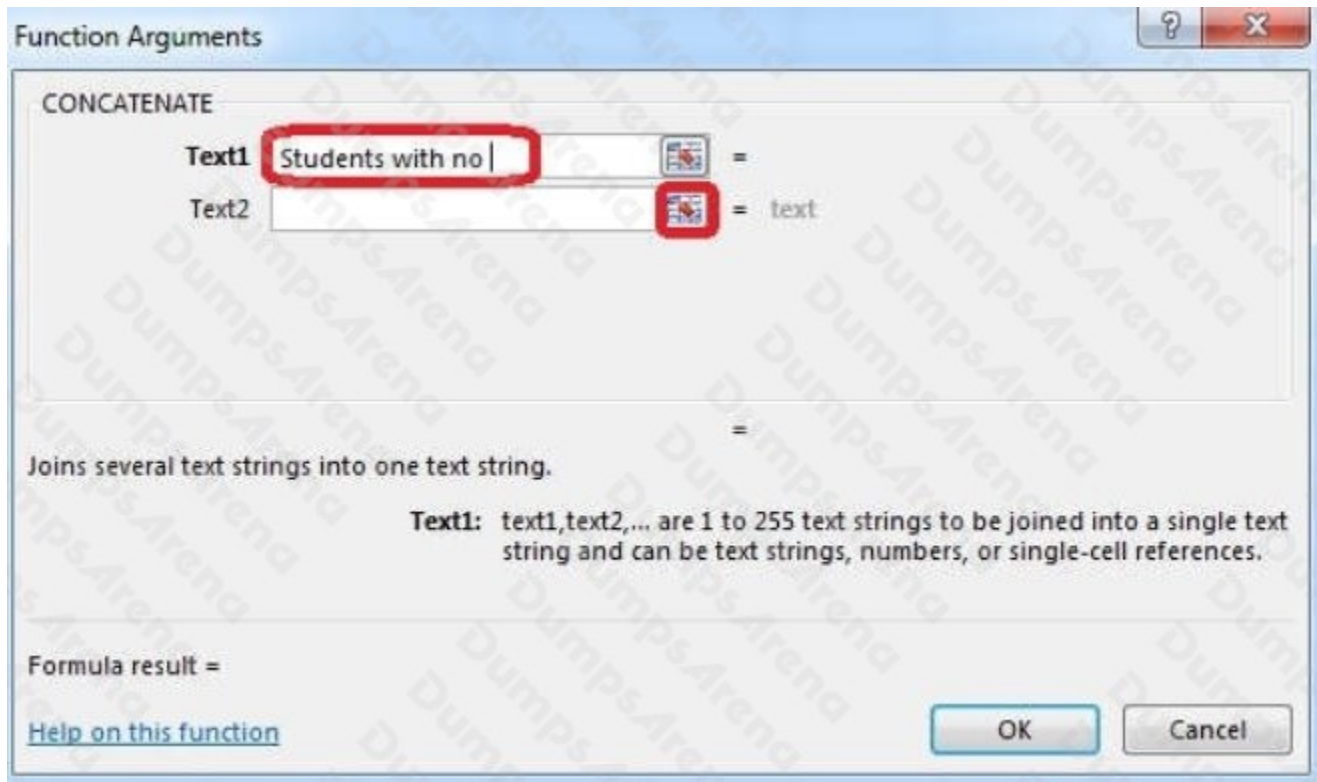 Function Arguments
CONCATENATE
Text1 Students with no =
Text2 = text
=
Joins several text strings into one text string.
Text1: text1,text2,... are 1 to 255 text strings to be joined into a single text
string and can be text strings, numbers, or single-cell references.
Formula result =
Help on this function OK Cancel
DumpsArena